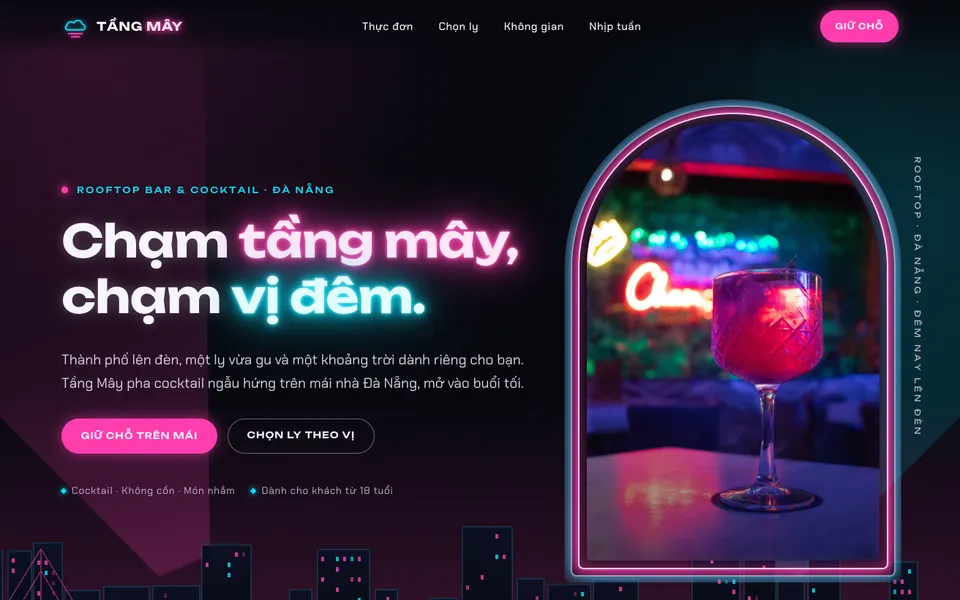 TẦNG MÂY
Thực đơn
Chọn ly
Không gian
Nhịp tuần
GIỮ CHỖ
ROOFTOP BAR & COCKTAIL · ĐÀ NẴNG
Chạm tầng mây,
chạm vị đêm.
Thành phố lên đèn, một ly vừa gu và một khoảng trời dành riêng cho bạn.
Tầng Mây pha cocktail ngẫu hứng trên mái nhà Đà Nẵng, mở vào buổi tối.
GIỮ CHỖ TRÊN MÁI
CHỌN LY THEO VỊ
Cocktail · Không cồn · Món nhắm
Dành cho khách từ 18 tuổi
ROOFTOP · ĐÀ NẴNG · ĐÊM NAY LÊN ĐÈN